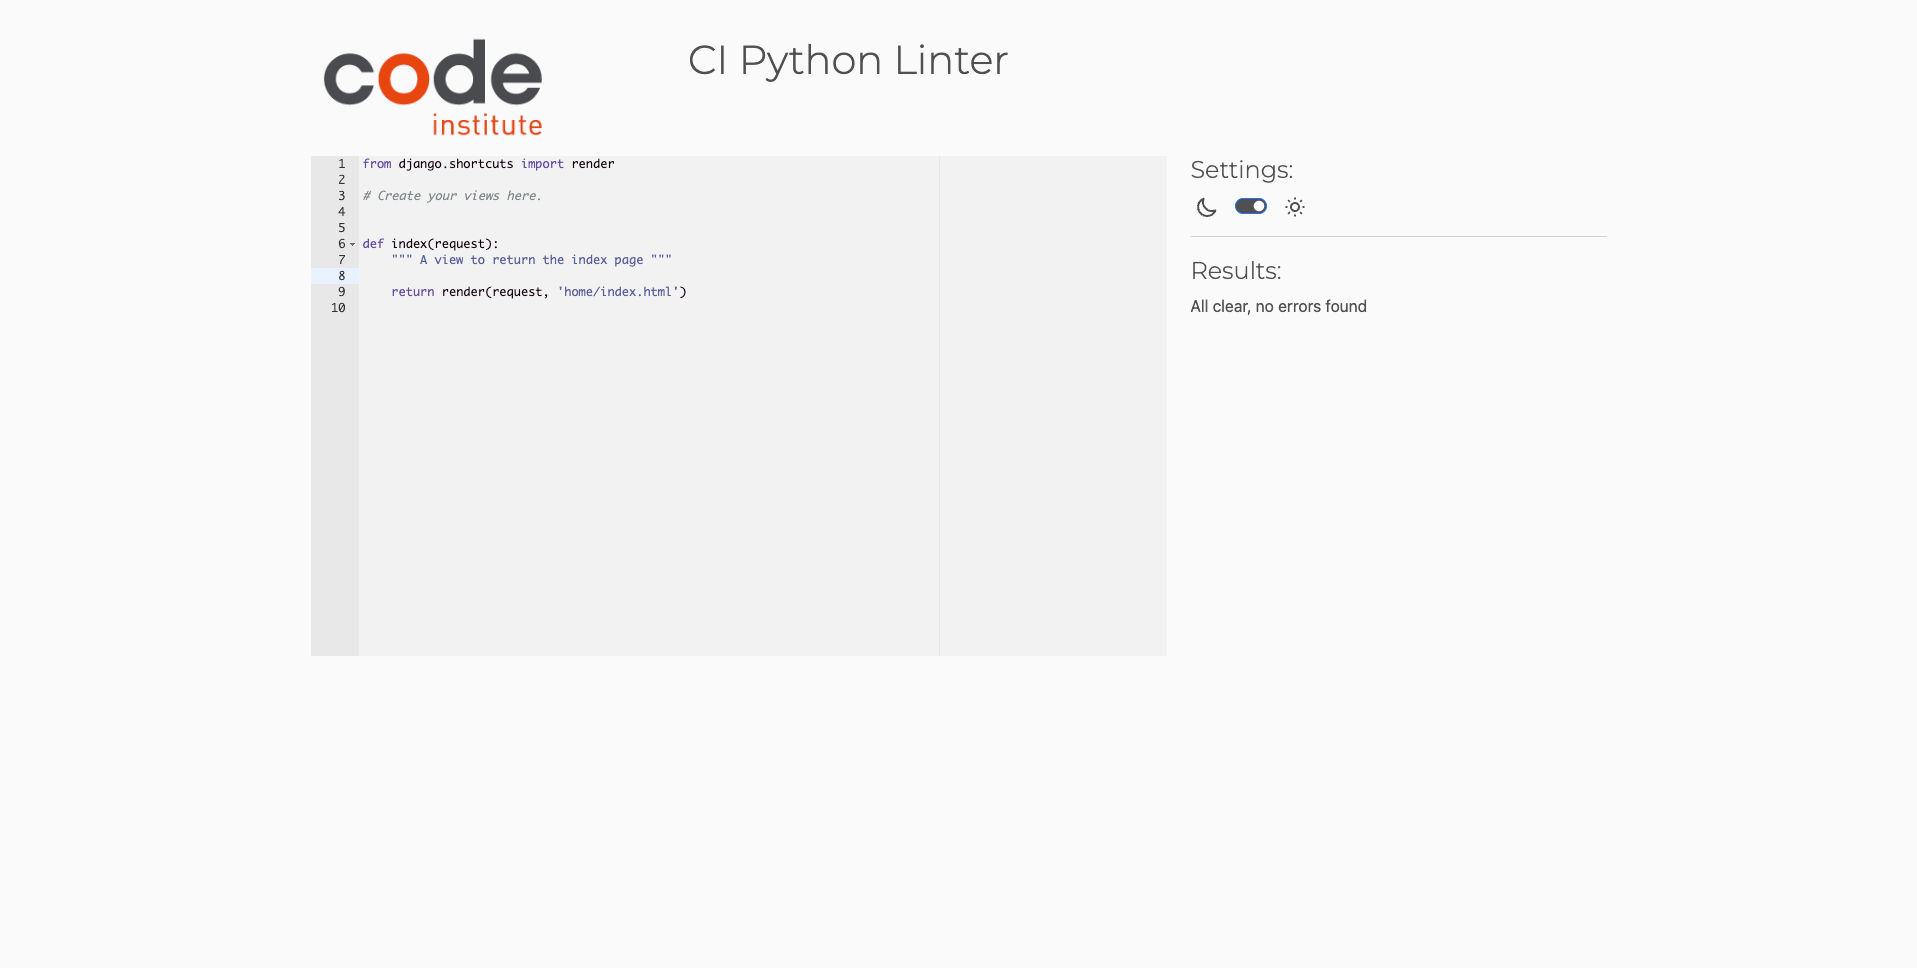 code
institute
CI Python Linter
1 from django.shortcuts import render
2
3 # Create your views here.
4
5
6 def index(request):
7     """ A view to return the index page """
8
9     return render(request, 'home/index.html')
10
Settings:
Results:
All clear, no errors found